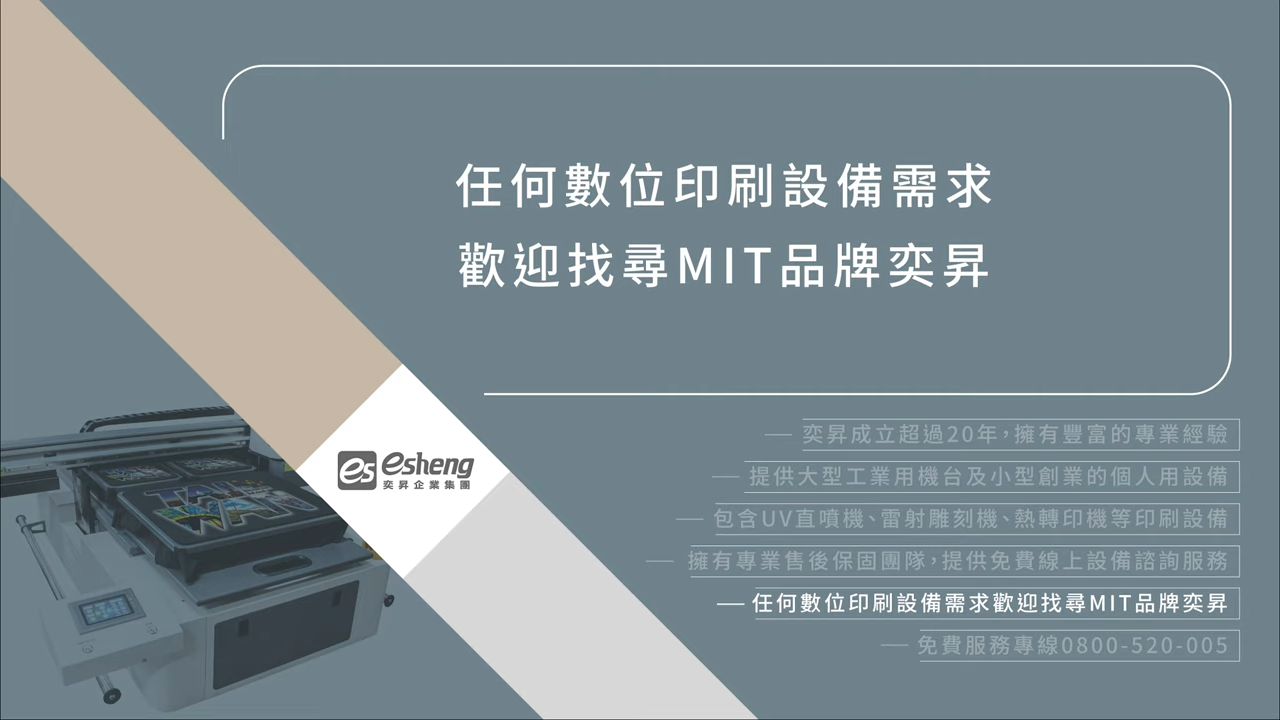 任何數位印刷設備需求
歡迎找尋MIT品牌奕昇
奕昇成立超過20年，擁有豐富的專業經驗
提供大型工業用機台及小型創業的個人用設備
包含UV直噴機、雷射雕刻機、熱轉印機等印刷設備
擁有專業售後保固團隊，提供免費線上設備諮詢服務
任何數位印刷設備需求歡迎找尋MIT品牌奕昇
免費服務專線0800-520-005
es esheng
奕昇企業集團
TAI
WAN